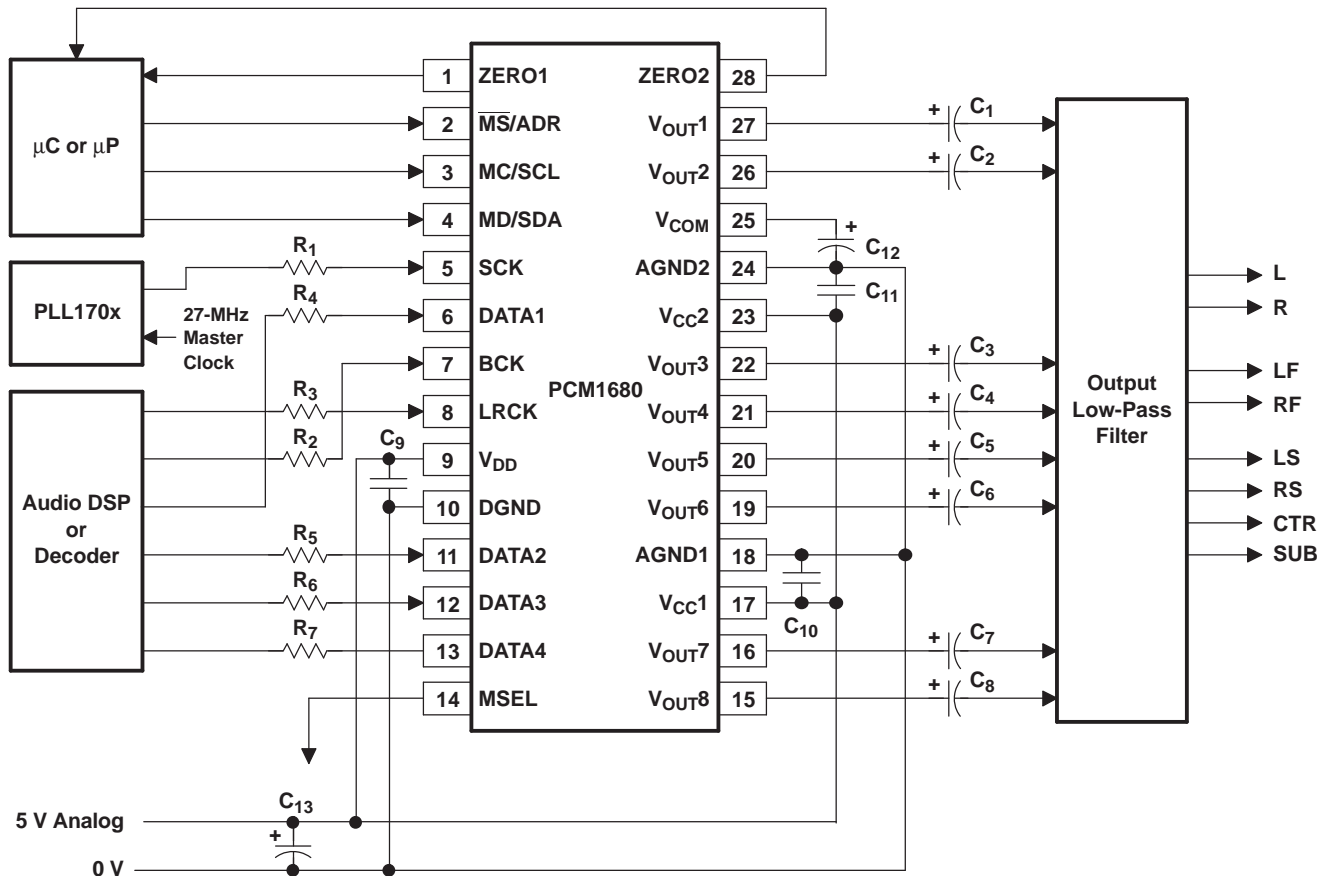 μC or μP
PLL170x
27-MHz
Master
Clock
Audio DSP
or
Decoder
R1
R4
R3
R2
R5
R6
R7
C9
1 ZERO1
2 M̅S̅/ADR
3 MC/SCL
4 MD/SDA
5 SCK
6 DATA1
7 BCK
8 LRCK
9 VDD
10 DGND
11 DATA2
12 DATA3
13 DATA4
14 MSEL
PCM1680
ZERO2 28
VOUT1 27
VOUT2 26
VCOM 25
AGND2 24
VCC2 23
VOUT3 22
VOUT4 21
VOUT5 20
VOUT6 19
AGND1 18
VCC1 17
VOUT7 16
VOUT8 15
+ C1
+ C2
+ C12
C11
+ C3
+ C4
+ C5
+ C6
C10
+ C7
+ C8
Output
Low-Pass
Filter
L
R
LF
RF
LS
RS
CTR
SUB
C13
5 V Analog
+
0 V